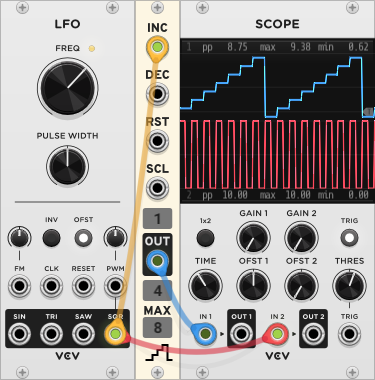 LFO
FREQ
PULSE WIDTH
INV
OFST
FM
CLK
RESET
PWM
SIN
TRI
SAW
SQR
VCV
INC
DEC
RST
SCL
1
OUT
4
MAX
8
SCOPE
1 pp 8.75 max 9.38 min 0.62
2 pp 10.00 max 10.00 min 0.00
1x2
GAIN 1
GAIN 2
TRIG
TIME
OFST 1
OFST 2
THRES
IN 1
OUT 1
IN 2
OUT 2
TRIG
VCV